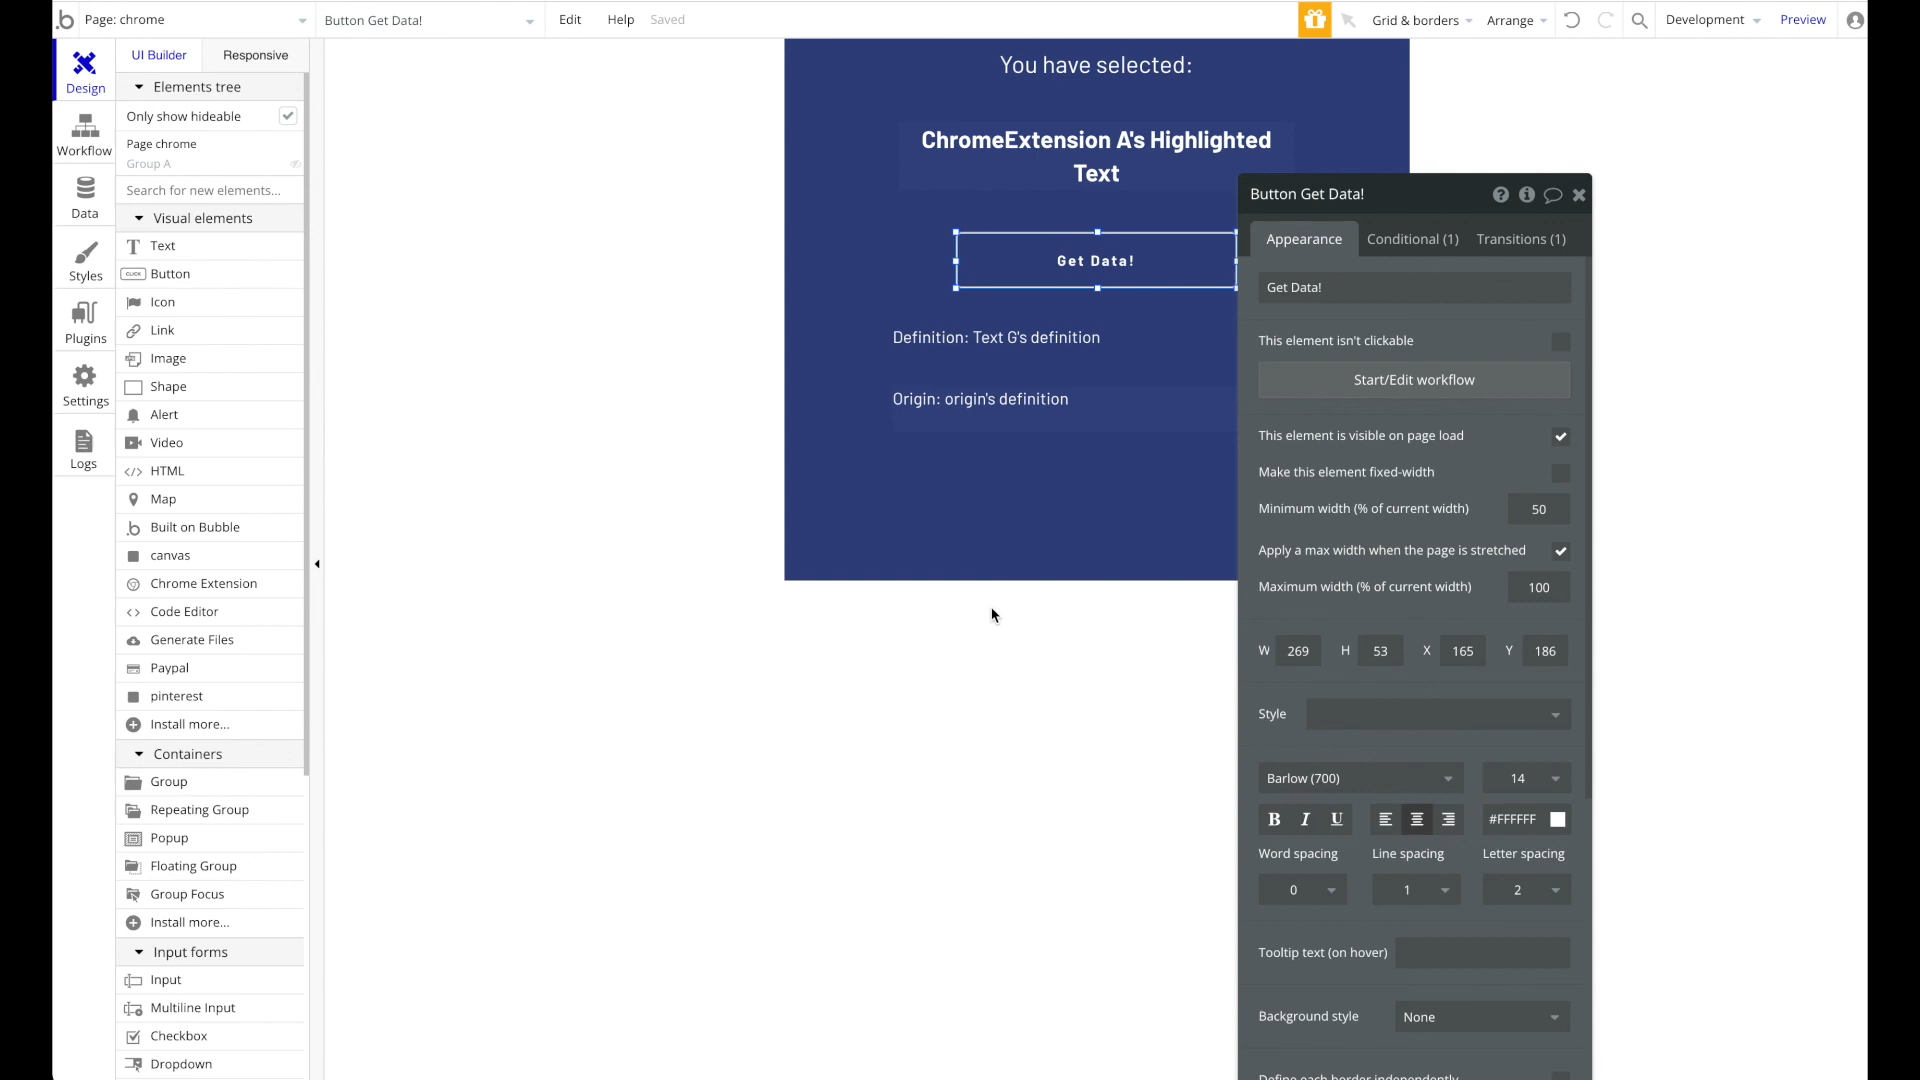 Page: chrome
Button Get Data!
Edit
Help
Saved
Grid & borders
Arrange
Development
Preview
Design
Workflow
Data
Styles
Plugins
Settings
Logs
UI Builder
Responsive
Elements tree
Only show hideable
Page chrome
Group A
Search for new elements...
Visual elements
Text
CLICK
Button
Icon
Link
Image
Shape
Alert
Video
HTML
Map
Built on Bubble
canvas
Chrome Extension
Code Editor
Generate Files
Paypal
pinterest
Install more...
Containers
Group
Repeating Group
Popup
Floating Group
Group Focus
Install more...
Input forms
Input
Multiline Input
Checkbox
Dropdown
You have selected:
ChromeExtension A's Highlighted
Text
Get Data!
Definition: Text G's definition
Origin: origin's definition
Button Get Data!
Appearance
Conditional (1)
Transitions (1)
Get Data!
This element isn't clickable
Start/Edit workflow
This element is visible on page load
Make this element fixed-width
Minimum width (% of current width)
50
Apply a max width when the page is stretched
Maximum width (% of current width)
100
W 269 H 53 X 165 Y 186
Style
Barlow (700)
14
B I U
#FFFFFF
Word spacing
Line spacing
Letter spacing
0
1
2
Tooltip text (on hover)
Background style
None
Define each border independently